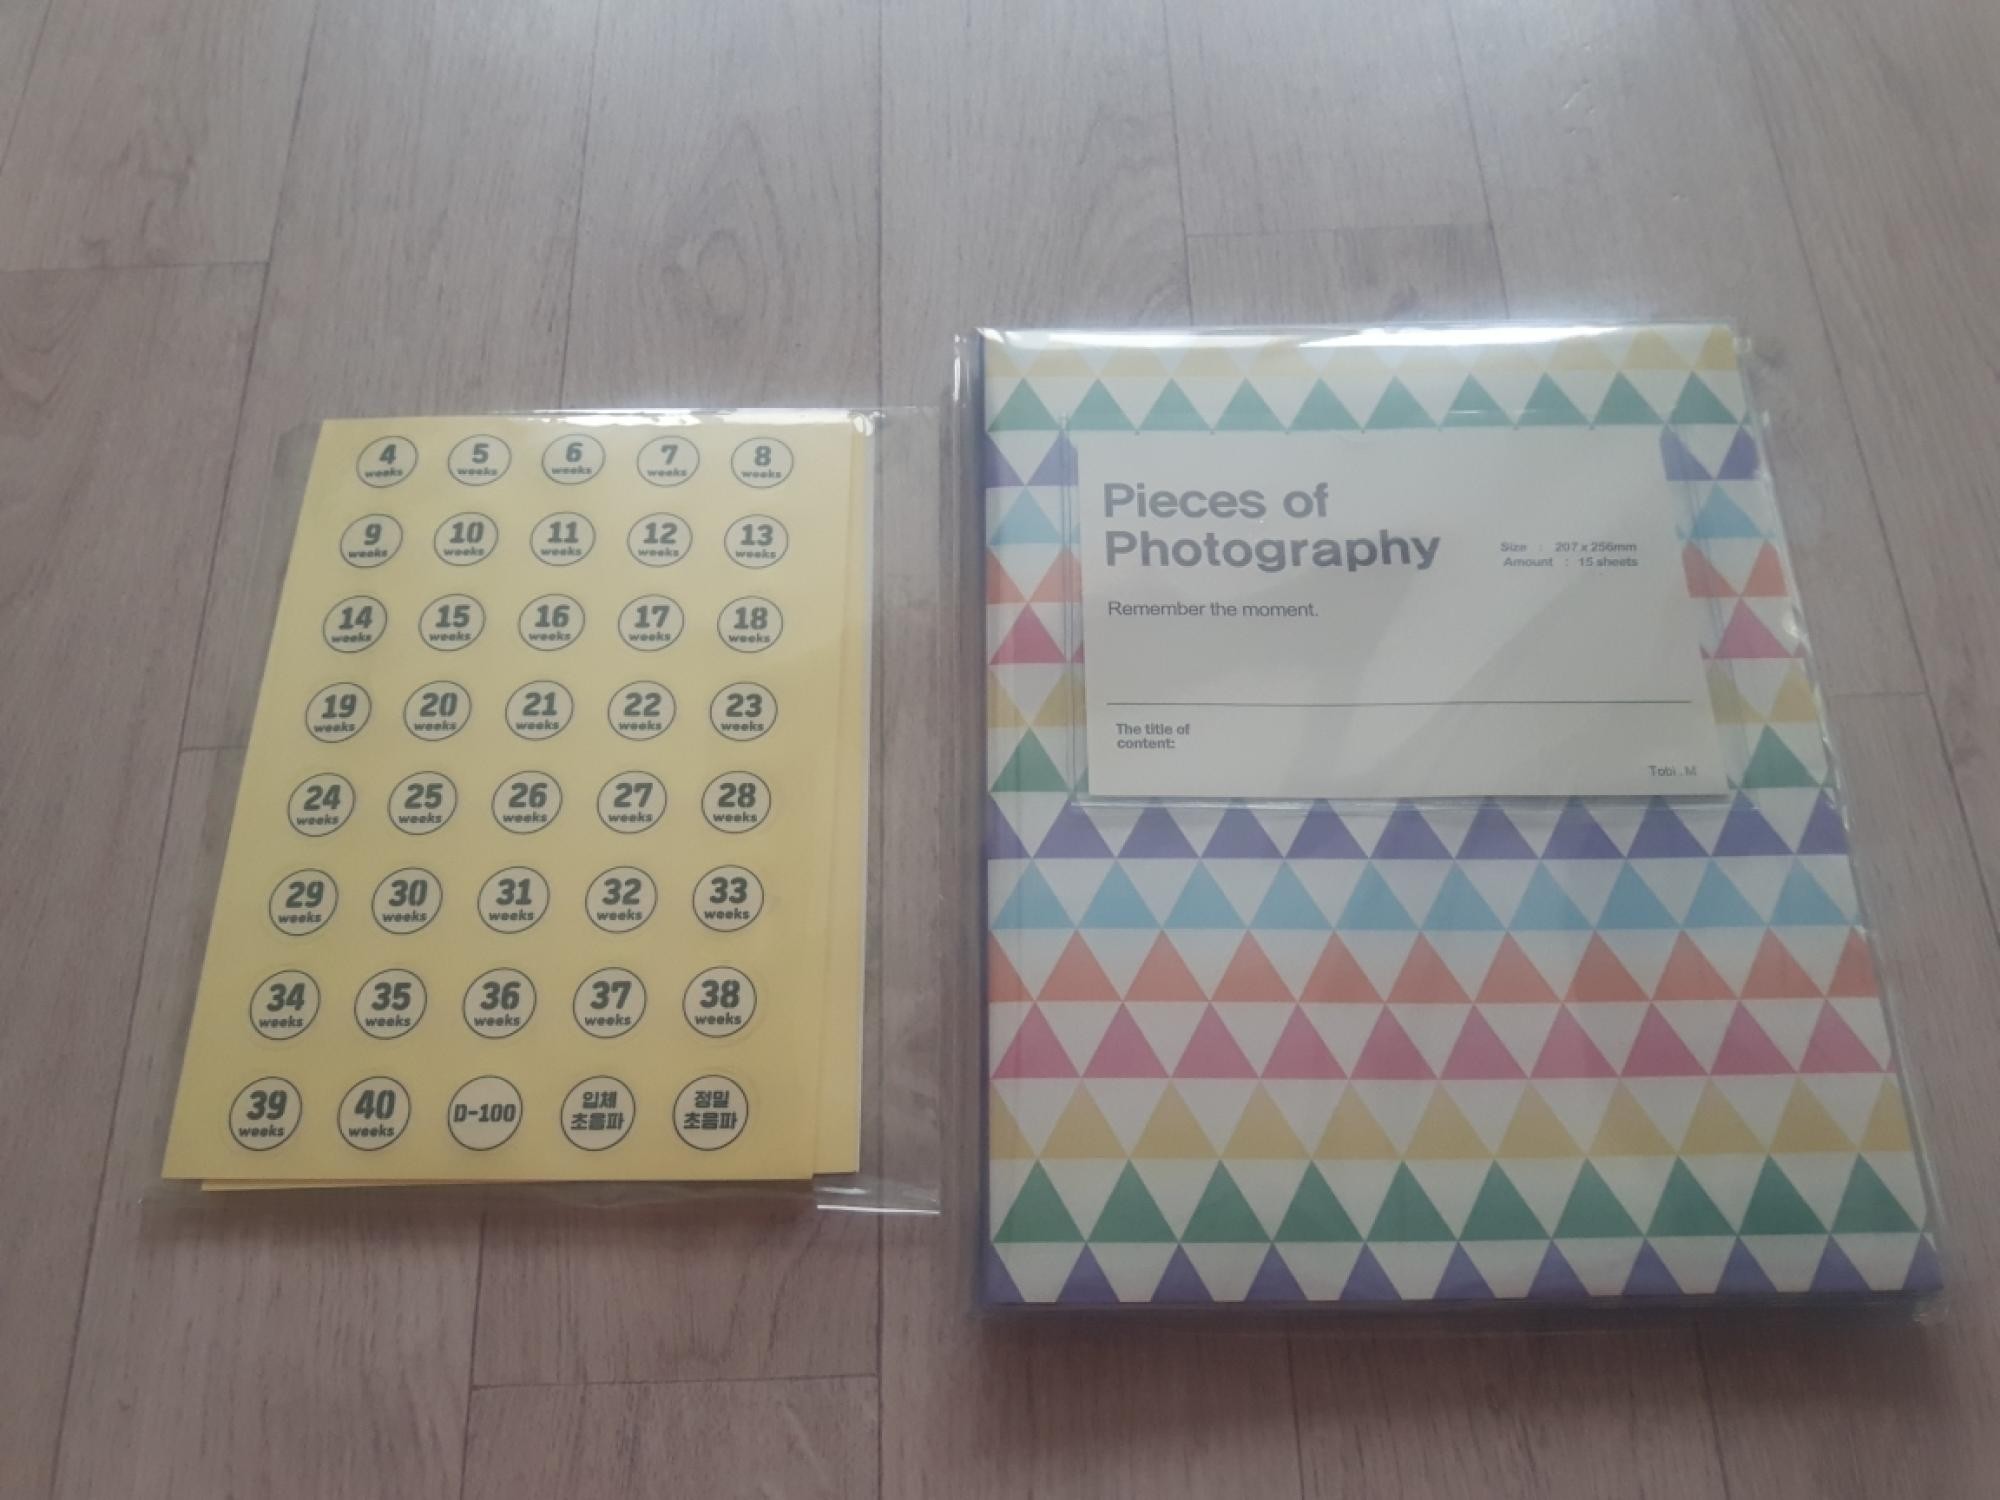 4 5 6 7 8
weeks weeks weeks weeks weeks
9 10 11 12 13
weeks weeks weeks weeks weeks
14 15 16 17 18
weeks weeks weeks weeks weeks
19 20 21 22 23
weeks weeks weeks weeks weeks
24 25 26 27 28
weeks weeks weeks weeks weeks
29 30 31 32 33
weeks weeks weeks weeks weeks
34 35 36 37 38
weeks weeks weeks weeks weeks
39 40 D-100 입체 정밀
weeks weeks 초음파 초음파
Pieces of
Photography
Size : 207 x 256mm
Amount : 15 sheets
Remember the moment.
The title of
content:
Tobi . M